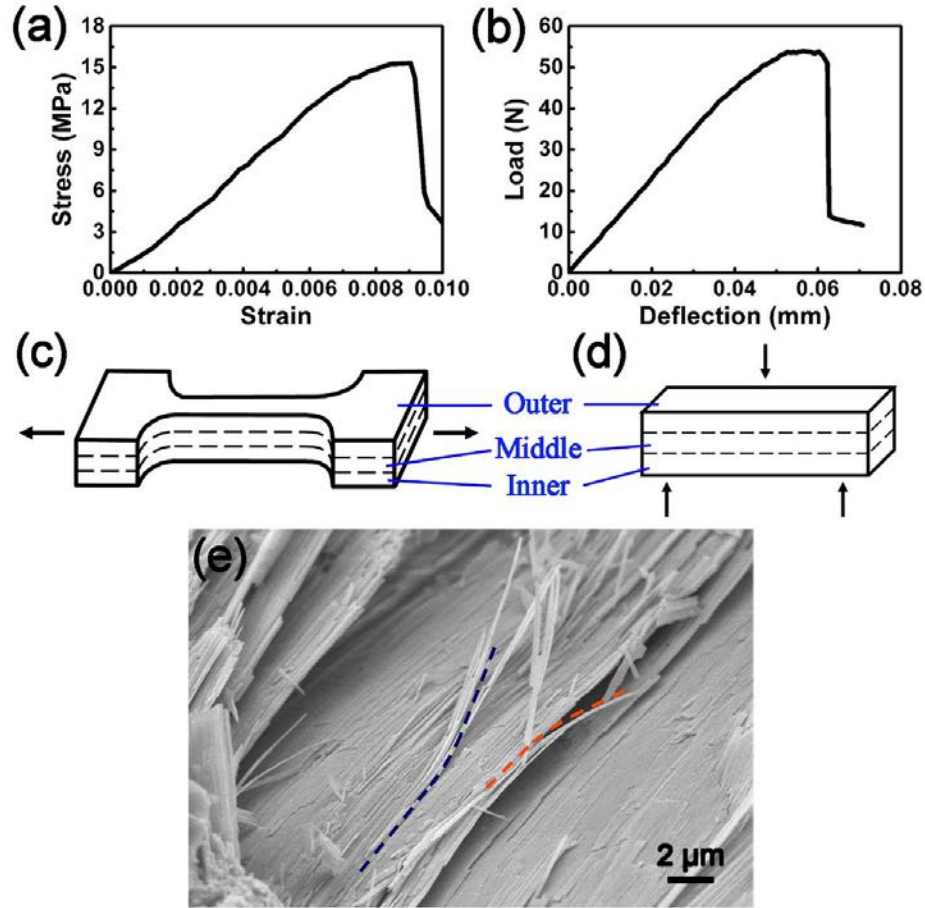 (a)
Stress (MPa)
18
15
12
9
6
3
0
0.000 0.002 0.004 0.006 0.008 0.010
Strain
(b)
Load (N)
60
50
40
30
20
10
0
0.00 0.02 0.04 0.06 0.08
Deflection (mm)
(c)
(d)
Outer
Middle
Inner
(e)
2 μm